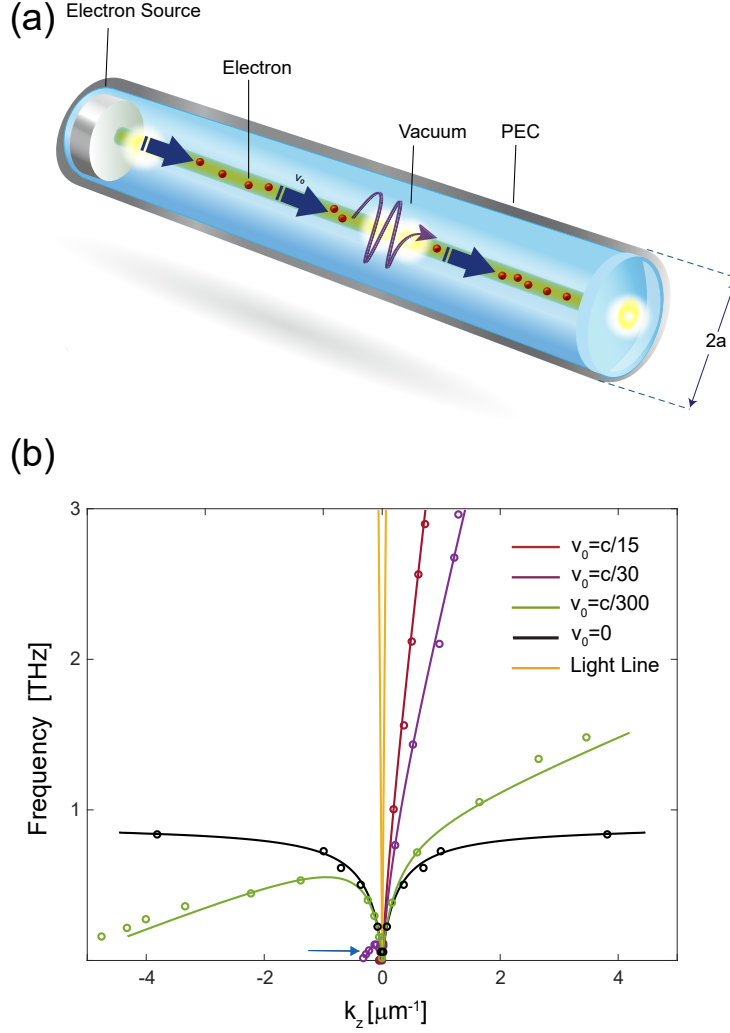 (a)
Electron Source
Electron
Vacuum
PEC
v₀
2a
(b)
3
2
1
Frequency [THz]
v₀=c/15
v₀=c/30
v₀=c/300
v₀=0
Light Line
-4 -2 0 2 4
k_z [μm⁻¹]